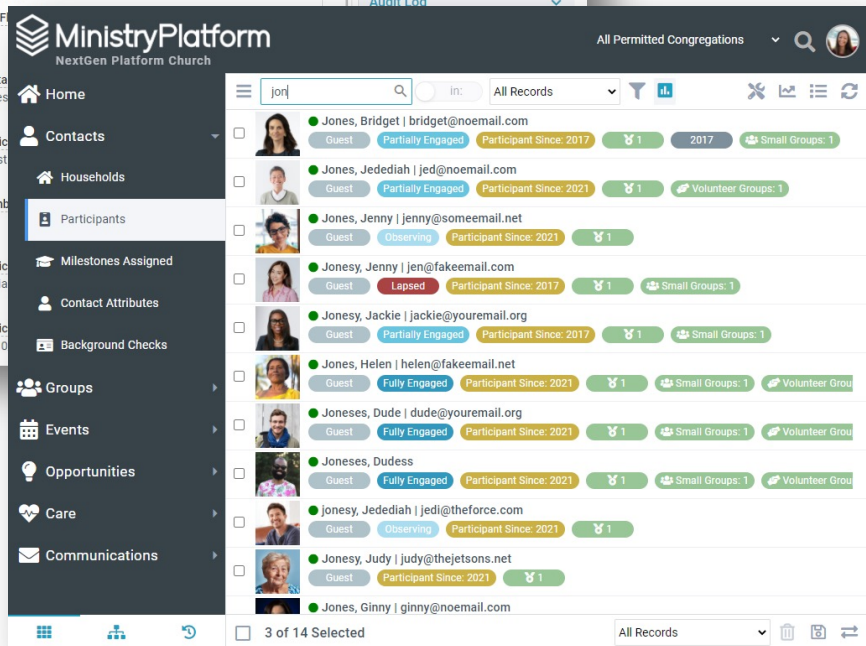 Audit Log
MinistryPlatform
NextGen Platform Church
All Permitted Congregations
Home
Contacts
Households
Participants
Milestones Assigned
Contact Attributes
Background Checks
Groups
Events
Opportunities
Care
Communications
jon
in:
All Records
Jones, Bridget | bridget@noemail.com
Guest Partially Engaged Participant Since: 2017 1 2017 Small Groups: 1
Jones, Jedediah | jed@noemail.com
Guest Partially Engaged Participant Since: 2021 1 Volunteer Groups: 1
Jones, Jenny | jenny@someemail.net
Guest Observing Participant Since: 2021 1
Jonesy, Jenny | jen@fakeemail.com
Guest Lapsed Participant Since: 2017 1 Small Groups: 1
Jonesy, Jackie | jackie@youremail.org
Guest Partially Engaged Participant Since: 2017 1 Small Groups: 1
Jones, Helen | helen@fakeemail.net
Guest Fully Engaged Participant Since: 2021 1 Small Groups: 1 Volunteer Grou
Joneses, Dude | dude@youremail.org
Guest Fully Engaged Participant Since: 2021 1 Small Groups: 1 Volunteer Grou
Joneses, Dudess
Guest Fully Engaged Participant Since: 2021 1 Small Groups: 1 Volunteer Grou
jonesy, Jedediah | jedi@theforce.com
Guest Observing Participant Since: 2021 1
Jonesy, Judy | judy@thejetsons.net
Guest Participant Since: 2021 1
Jones, Ginny | ginny@noemail.com
3 of 14 Selected
All Records